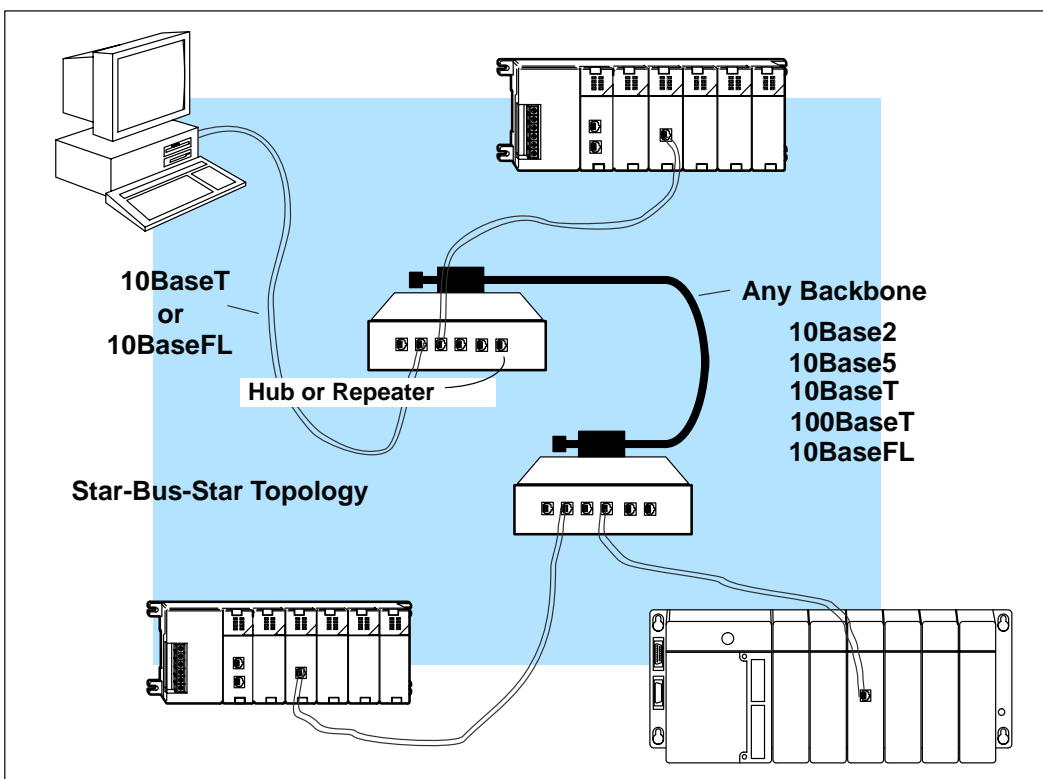 10BaseT
or
10BaseFL
Any Backbone
10Base2
10Base5
10BaseT
100BaseT
10BaseFL
Hub or Repeater
Star-Bus-Star Topology